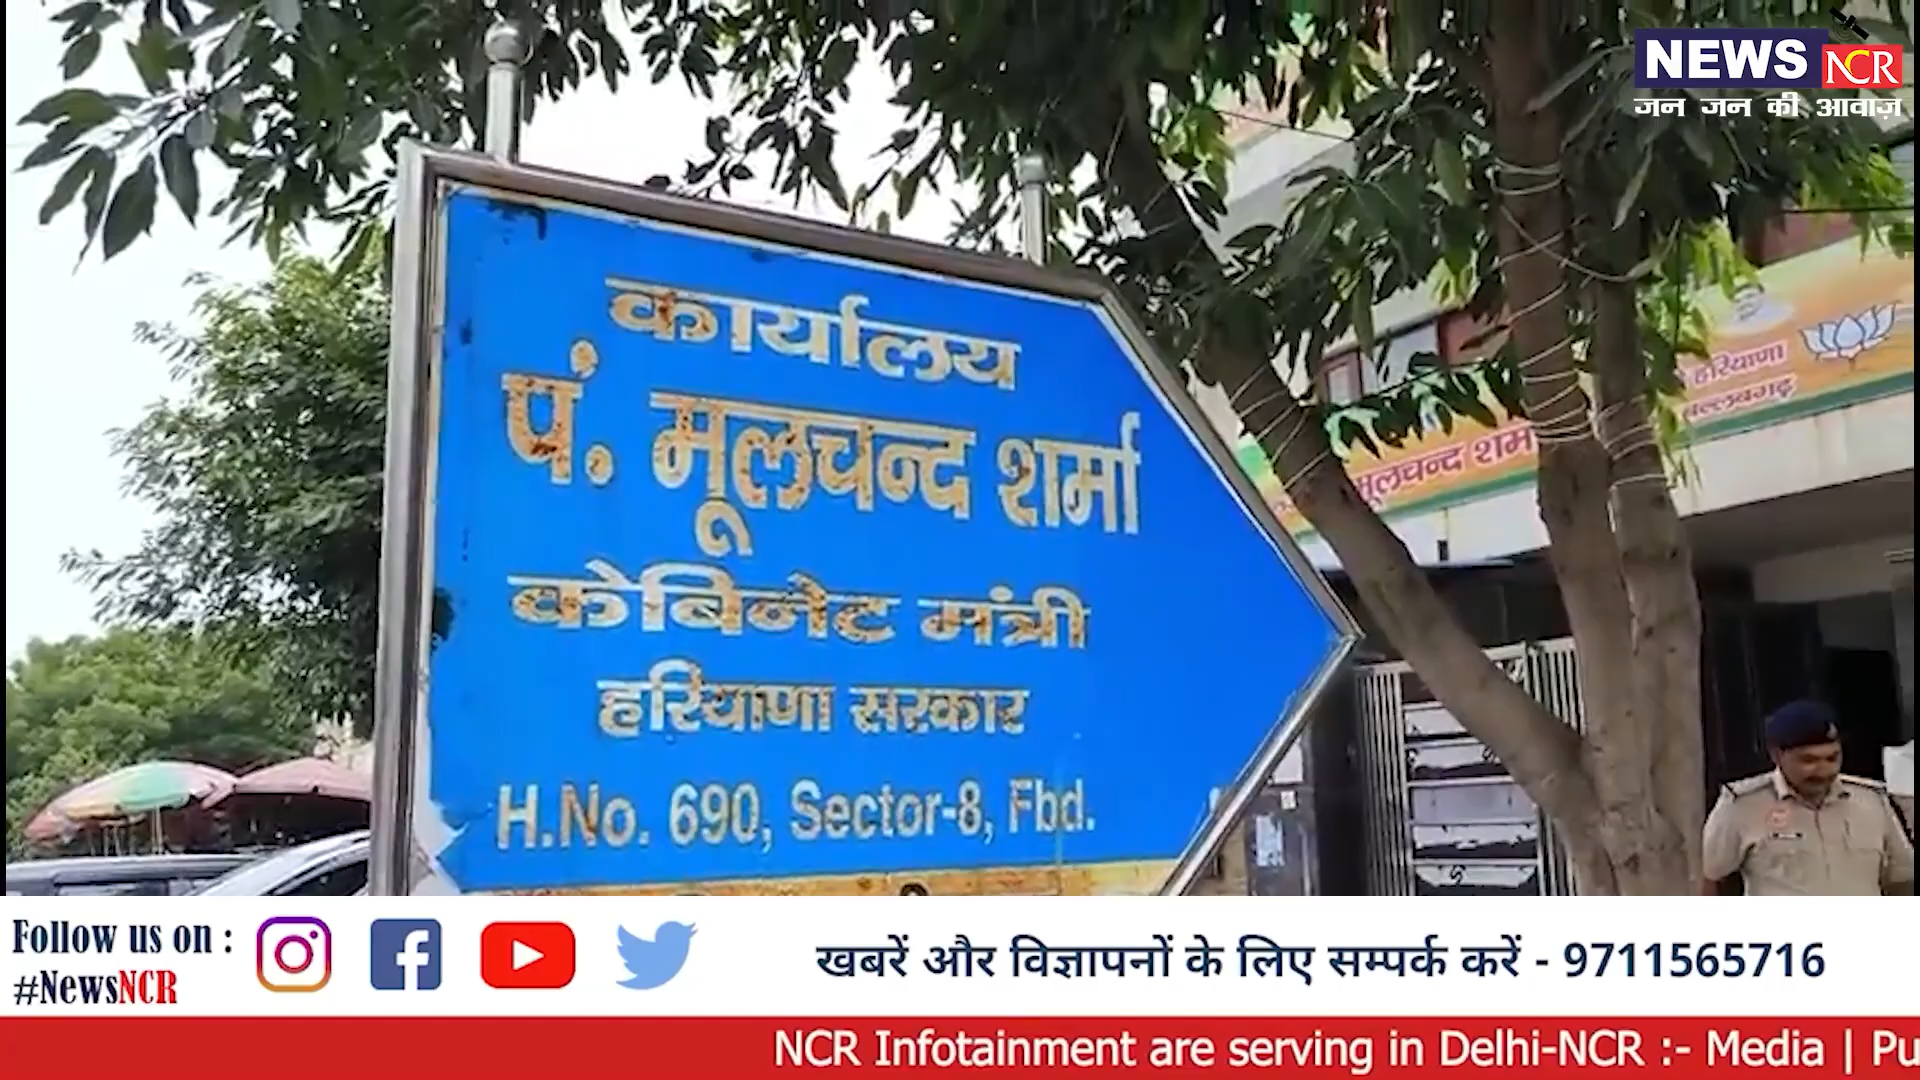 NEWS NCR
जन जन की आवाज़
कार्यालय
पं. मूलचन्द शर्मा
केबिनेट मंत्री
हरियाणा सरकार
H.No. 690, Sector-8, Fbd.
हरियाणा
बल्लबगढ़
मूलचन्द शर्मा
Follow us on :
#NewsNCR
खबरें और विज्ञापनों के लिए सम्पर्क करें - 9711565716
NCR Infotainment are serving in Delhi-NCR :- Media | Pu